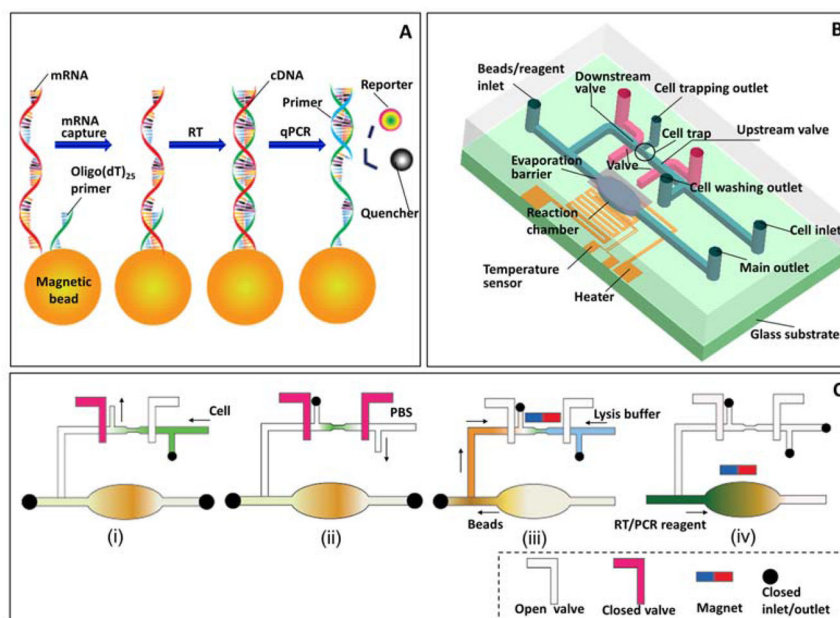 A
mRNA
mRNA
capture
Oligo(dT)25
primer
Magnetic
bead
RT
cDNA
Primer
qPCR
Reporter
Quencher
B
Beads/reagent
inlet
Downstream
valve
Cell trapping outlet
Cell trap
Upstream valve
Valve
Evaporation
barrier
Cell washing outlet
Reaction
chamber
Cell inlet
Temperature
sensor
Main outlet
Heater
Glass substrate
C
Cell
(i)
PBS
(ii)
Lysis buffer
Beads
(iii)
RT/PCR reagent
(iv)
Open valve
Closed valve
Magnet
Closed
inlet/outlet